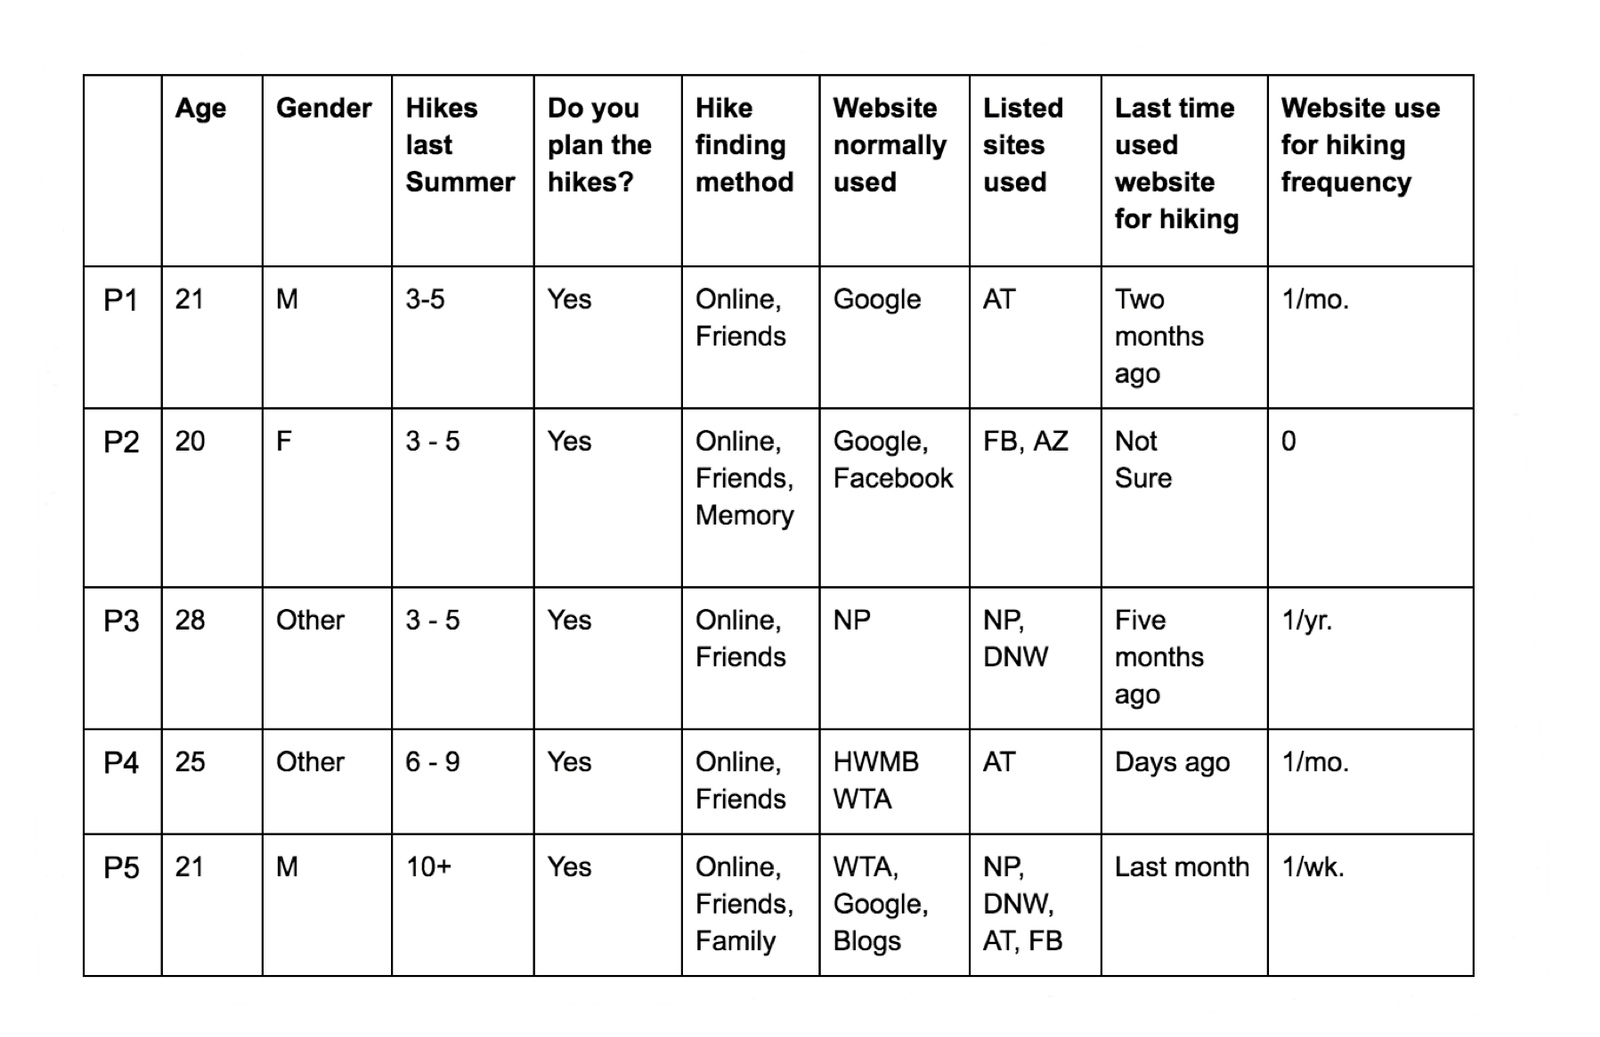 Age Gender Hikes last Summer Do you plan the hikes? Hike finding method Website normally used Listed sites used Last time used website for hiking Website use for hiking frequency
P1 21 M 3-5 Yes Online, Friends Google AT Two months ago 1/mo.
P2 20 F 3 - 5 Yes Online, Friends, Memory Google, Facebook FB, AZ Not Sure 0
P3 28 Other 3 - 5 Yes Online, Friends NP NP, DNW Five months ago 1/yr.
P4 25 Other 6 - 9 Yes Online, Friends HWMB WTA AT Days ago 1/mo.
P5 21 M 10+ Yes Online, Friends, Family WTA, Google, Blogs NP, DNW, AT, FB Last month 1/wk.